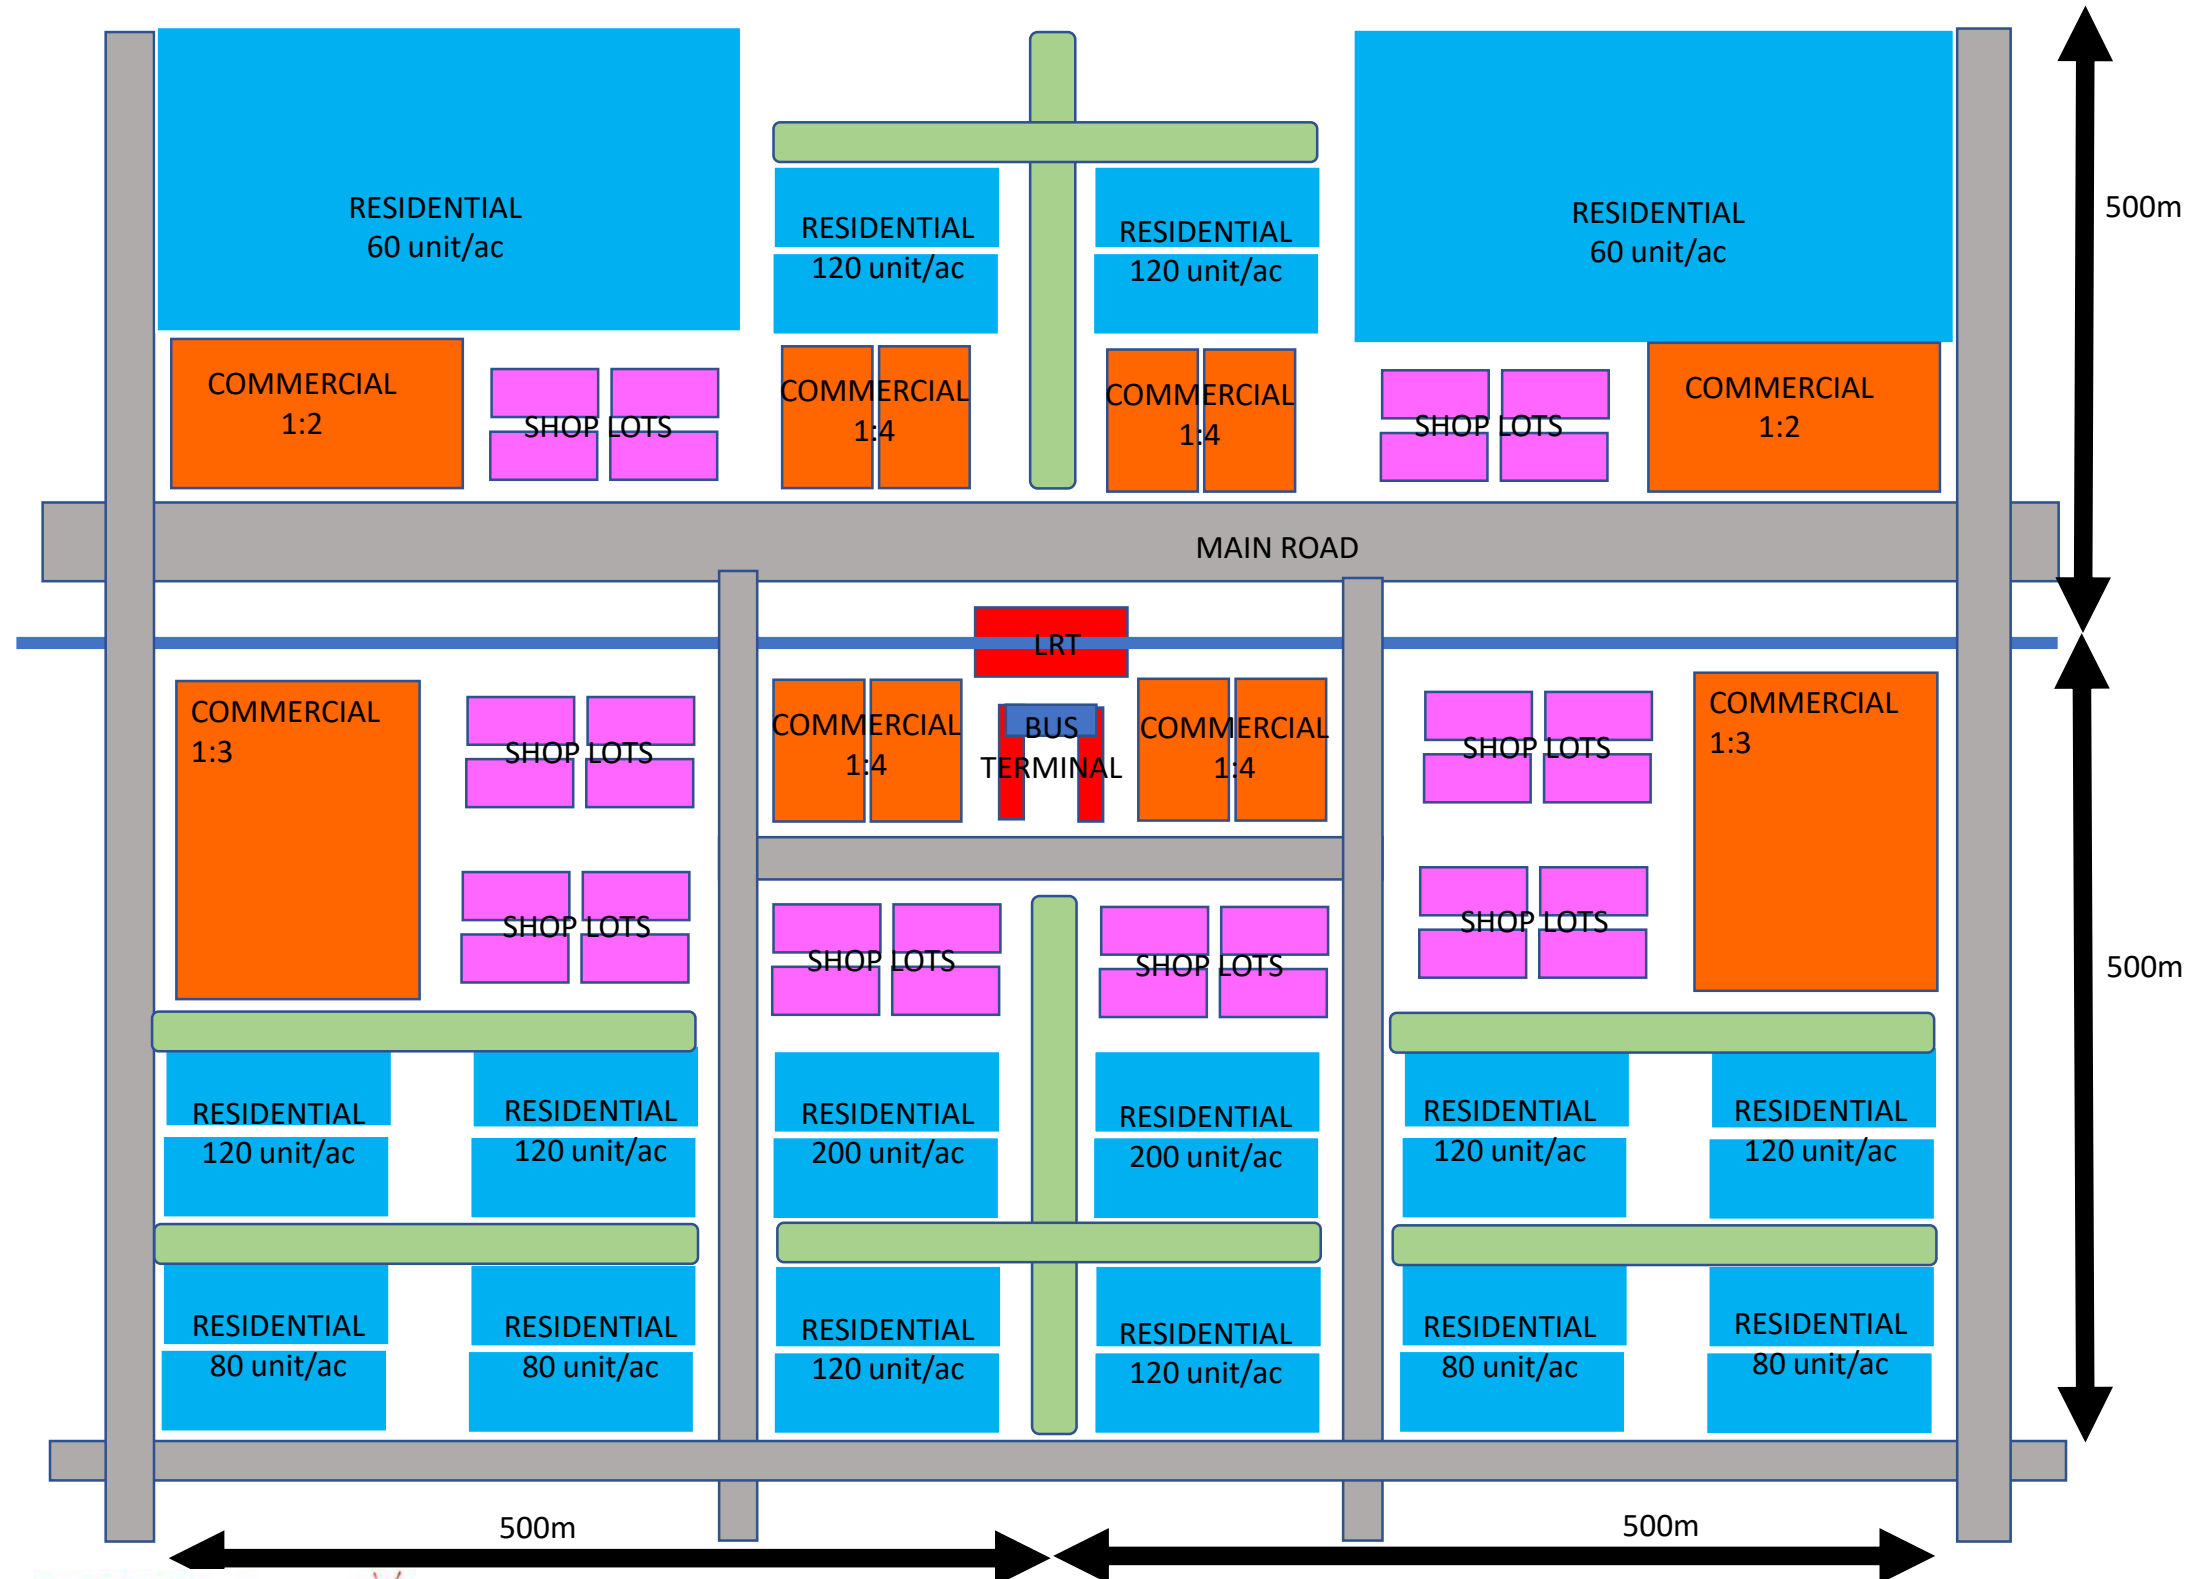 RESIDENTIAL
60 unit/ac
RESIDENTIAL
120 unit/ac
RESIDENTIAL
120 unit/ac
RESIDENTIAL
60 unit/ac
500m
COMMERCIAL
1:2
SHOP LOTS
COMMERCIAL
1:4
COMMERCIAL
1:4
SHOP LOTS
COMMERCIAL
1:2
MAIN ROAD
LRT
COMMERCIAL
1:3
SHOP LOTS
COMMERCIAL
1:4
BUS
TERMINAL
COMMERCIAL
1:4
SHOP LOTS
COMMERCIAL
1:3
SHOP LOTS
SHOP LOTS
SHOP LOTS
SHOP LOTS
500m
RESIDENTIAL
120 unit/ac
RESIDENTIAL
120 unit/ac
RESIDENTIAL
200 unit/ac
RESIDENTIAL
200 unit/ac
RESIDENTIAL
120 unit/ac
RESIDENTIAL
120 unit/ac
RESIDENTIAL
80 unit/ac
RESIDENTIAL
80 unit/ac
RESIDENTIAL
120 unit/ac
RESIDENTIAL
120 unit/ac
RESIDENTIAL
80 unit/ac
RESIDENTIAL
80 unit/ac
500m
500m